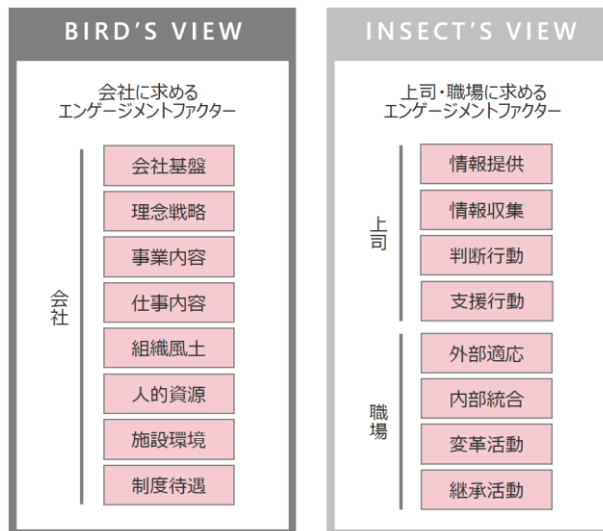 BIRD'S VIEW
会社に求める
エンゲージメントファクター
会社
会社基盤
理念戦略
事業内容
仕事内容
組織風土
人的資源
施設環境
制度待遇
INSECT'S VIEW
上司・職場に求める
エンゲージメントファクター
上司
情報提供
情報収集
判断行動
支援行動
職場
外部適応
内部統合
変革活動
継承活動